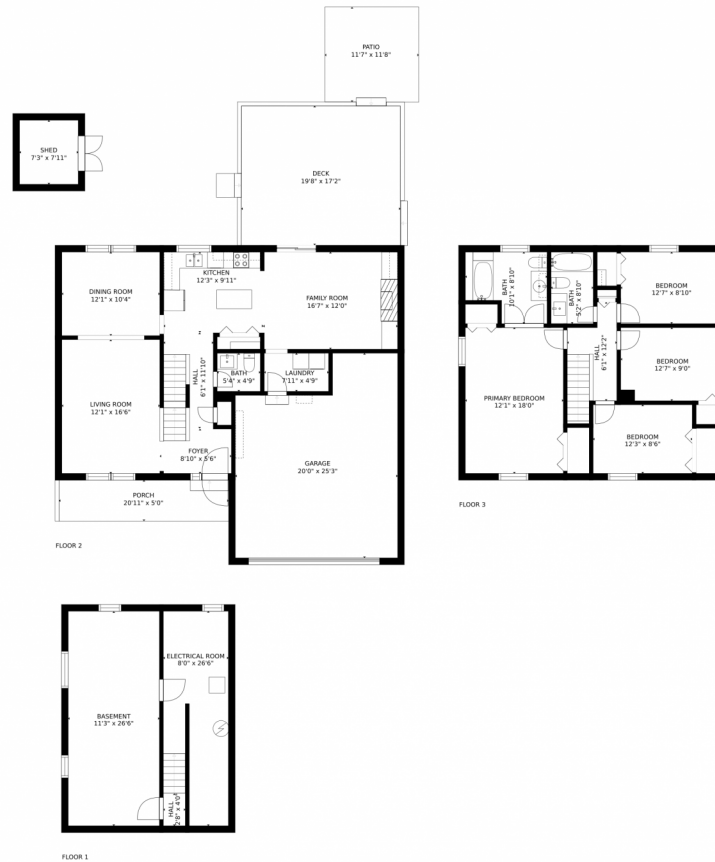 PATIO
11'7" x 11'8"
SHED
7'3" x 7'11"
DECK
19'8" x 17'2"
KITCHEN
12'3" x 9'11"
DINING ROOM
12'1" x 10'4"
FAMILY ROOM
16'7" x 12'0"
HALL
6'1" x 11'10"
BATH
5'4" x 4'9"
LAUNDRY
7'11" x 4'9"
LIVING ROOM
12'1" x 16'6"
FOYER
8'10" x 5'6"
GARAGE
20'0" x 25'3"
PORCH
20'11" x 5'0"
FLOOR 2
BATH
10'1" x 8'10"
BATH
5'2" x 8'10"
BEDROOM
12'7" x 8'10"
HALL
6'1" x 12'2"
BEDROOM
12'7" x 9'0"
PRIMARY BEDROOM
12'1" x 18'0"
BEDROOM
12'3" x 8'6"
FLOOR 3
ELECTRICAL ROOM
8'0" x 26'6"
BASEMENT
11'3" x 26'6"
HALL
2'8" x 4'0"
FLOOR 1